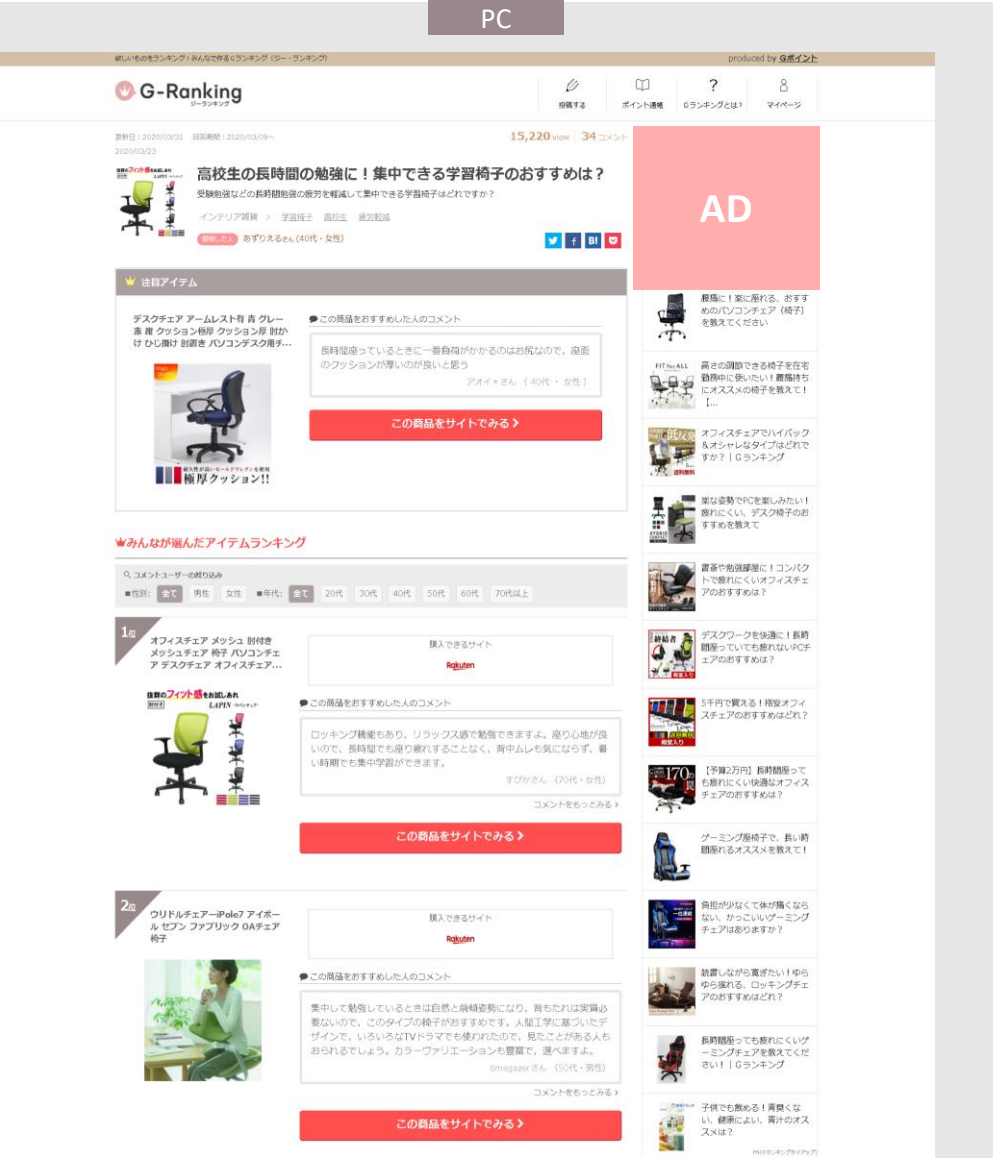 PC
欲しいものをランキング！みんなで作るGランキング（ジー・ランキング）
produced by Gポイント
G-Ranking
ジーランキング
投稿する
ポイント通帳
Gランキングとは?
マイページ
更新日：2020/03/31 回答期間：2020/03/09～
2020/03/23
15,220 view 34 コメント
高校生の長時間の勉強に！集中できる学習椅子のおすすめは？
受験勉強などの長時間勉強の疲労を軽減して集中できる学習椅子はどれですか？
インテリア雑貨 > 学習椅子 高校生 疲労軽減
質問した人 あずりえるさん(40代・女性)
AD
注目アイテム
デスクチェア アームレスト有 青 グレー
赤 紺 クッション極厚 クッション厚 肘か
け ひじ掛け 肘置き パソコンデスク用チ…
この商品をおすすめした人のコメント
長時間座っているときに一番負荷がかかるのはお尻なので、座面
のクッションが厚いのが良いと思う
アオイ＊さん （ 40代 ・ 女性 ）
この商品をサイトでみる
極厚クッション!!
みんなが選んだアイテムランキング
コメントユーザーの絞り込み
■性別: 全て 男性 女性 ■年代: 全て 20代 30代 40代 50代 60代 70代以上
1位
オフィスチェア メッシュ 肘付き
メッシュチェア 椅子 パソコンチェ
ア デスクチェア オフィスチェア…
購入できるサイト
Rakuten
抜群のフィット感をお試しあれ
肘付き LAPIN
この商品をおすすめした人のコメント
ロッキング機能もあり、リラックス感で勉強できますよ。座り心地が良
いので、長時間でも座り疲れすることなく、背中ムレも気にならず、暑
い時期でも集中学習ができます。
すぴかさん （70代・女性）
コメントをもっとみる
この商品をサイトでみる
2位
ウリドルチェアーiPole7 アイポー
ル セブン ファブリック OAチェア
椅子
購入できるサイト
Rakuten
この商品をおすすめした人のコメント
集中して勉強しているときは自然と前傾姿勢になり、背もたれは実質必
要ないので、このタイプの椅子がおすすめです。人間工学に基づいたデ
ザインで、いろいろなTVドラマでも使われたので、見たことがある人も
おられるでしょう。カラーヴァリエーションも豊富で、選べますよ。
timegazerさん （50代・男性）
コメントをもっとみる
この商品をサイトでみる
腰痛に！楽に座れる、おすす
めのパソコンチェア（椅子）
を教えてください
FIT for ALL
高さの調節できる椅子を在宅
勤務中に使いたい！腰痛持ち
にオススメの椅子を教えて！
【…
オフィスチェアでハイバック
＆オシャレなタイプはどれで
すか？｜Gランキング
楽な姿勢でPCを楽しみたい！
疲れにくい、デスク椅子のお
すすめを教えて
書斎や勉強部屋に！コンパク
トで疲れにくいオフィスチェ
アのおすすめは？
デスクワークを快適に！長時
間座っていても疲れないPCチ
ェアのおすすめは？
5千円で買える！格安オフィ
スチェアのおすすめはどれ？
【予算2万円】長時間座って
も疲れにくい快適なオフィス
チェアのおすすめは？
ゲーミング座椅子で、長い時
間座れるオススメを教えて！
負担が少なくて体が痛くなら
ない、かっこいいゲーミング
チェアはありますか？
読書しながら寛ぎたい！ゆら
ゆら揺れる、ロッキングチェ
アのおすすめはどれ？
長時間座っても疲れにくいゲ
ーミングチェアを教えてくだ
さい！｜Gランキング
子供でも飲める！青臭くな
い、健康によい、青汁のオス
スメは？